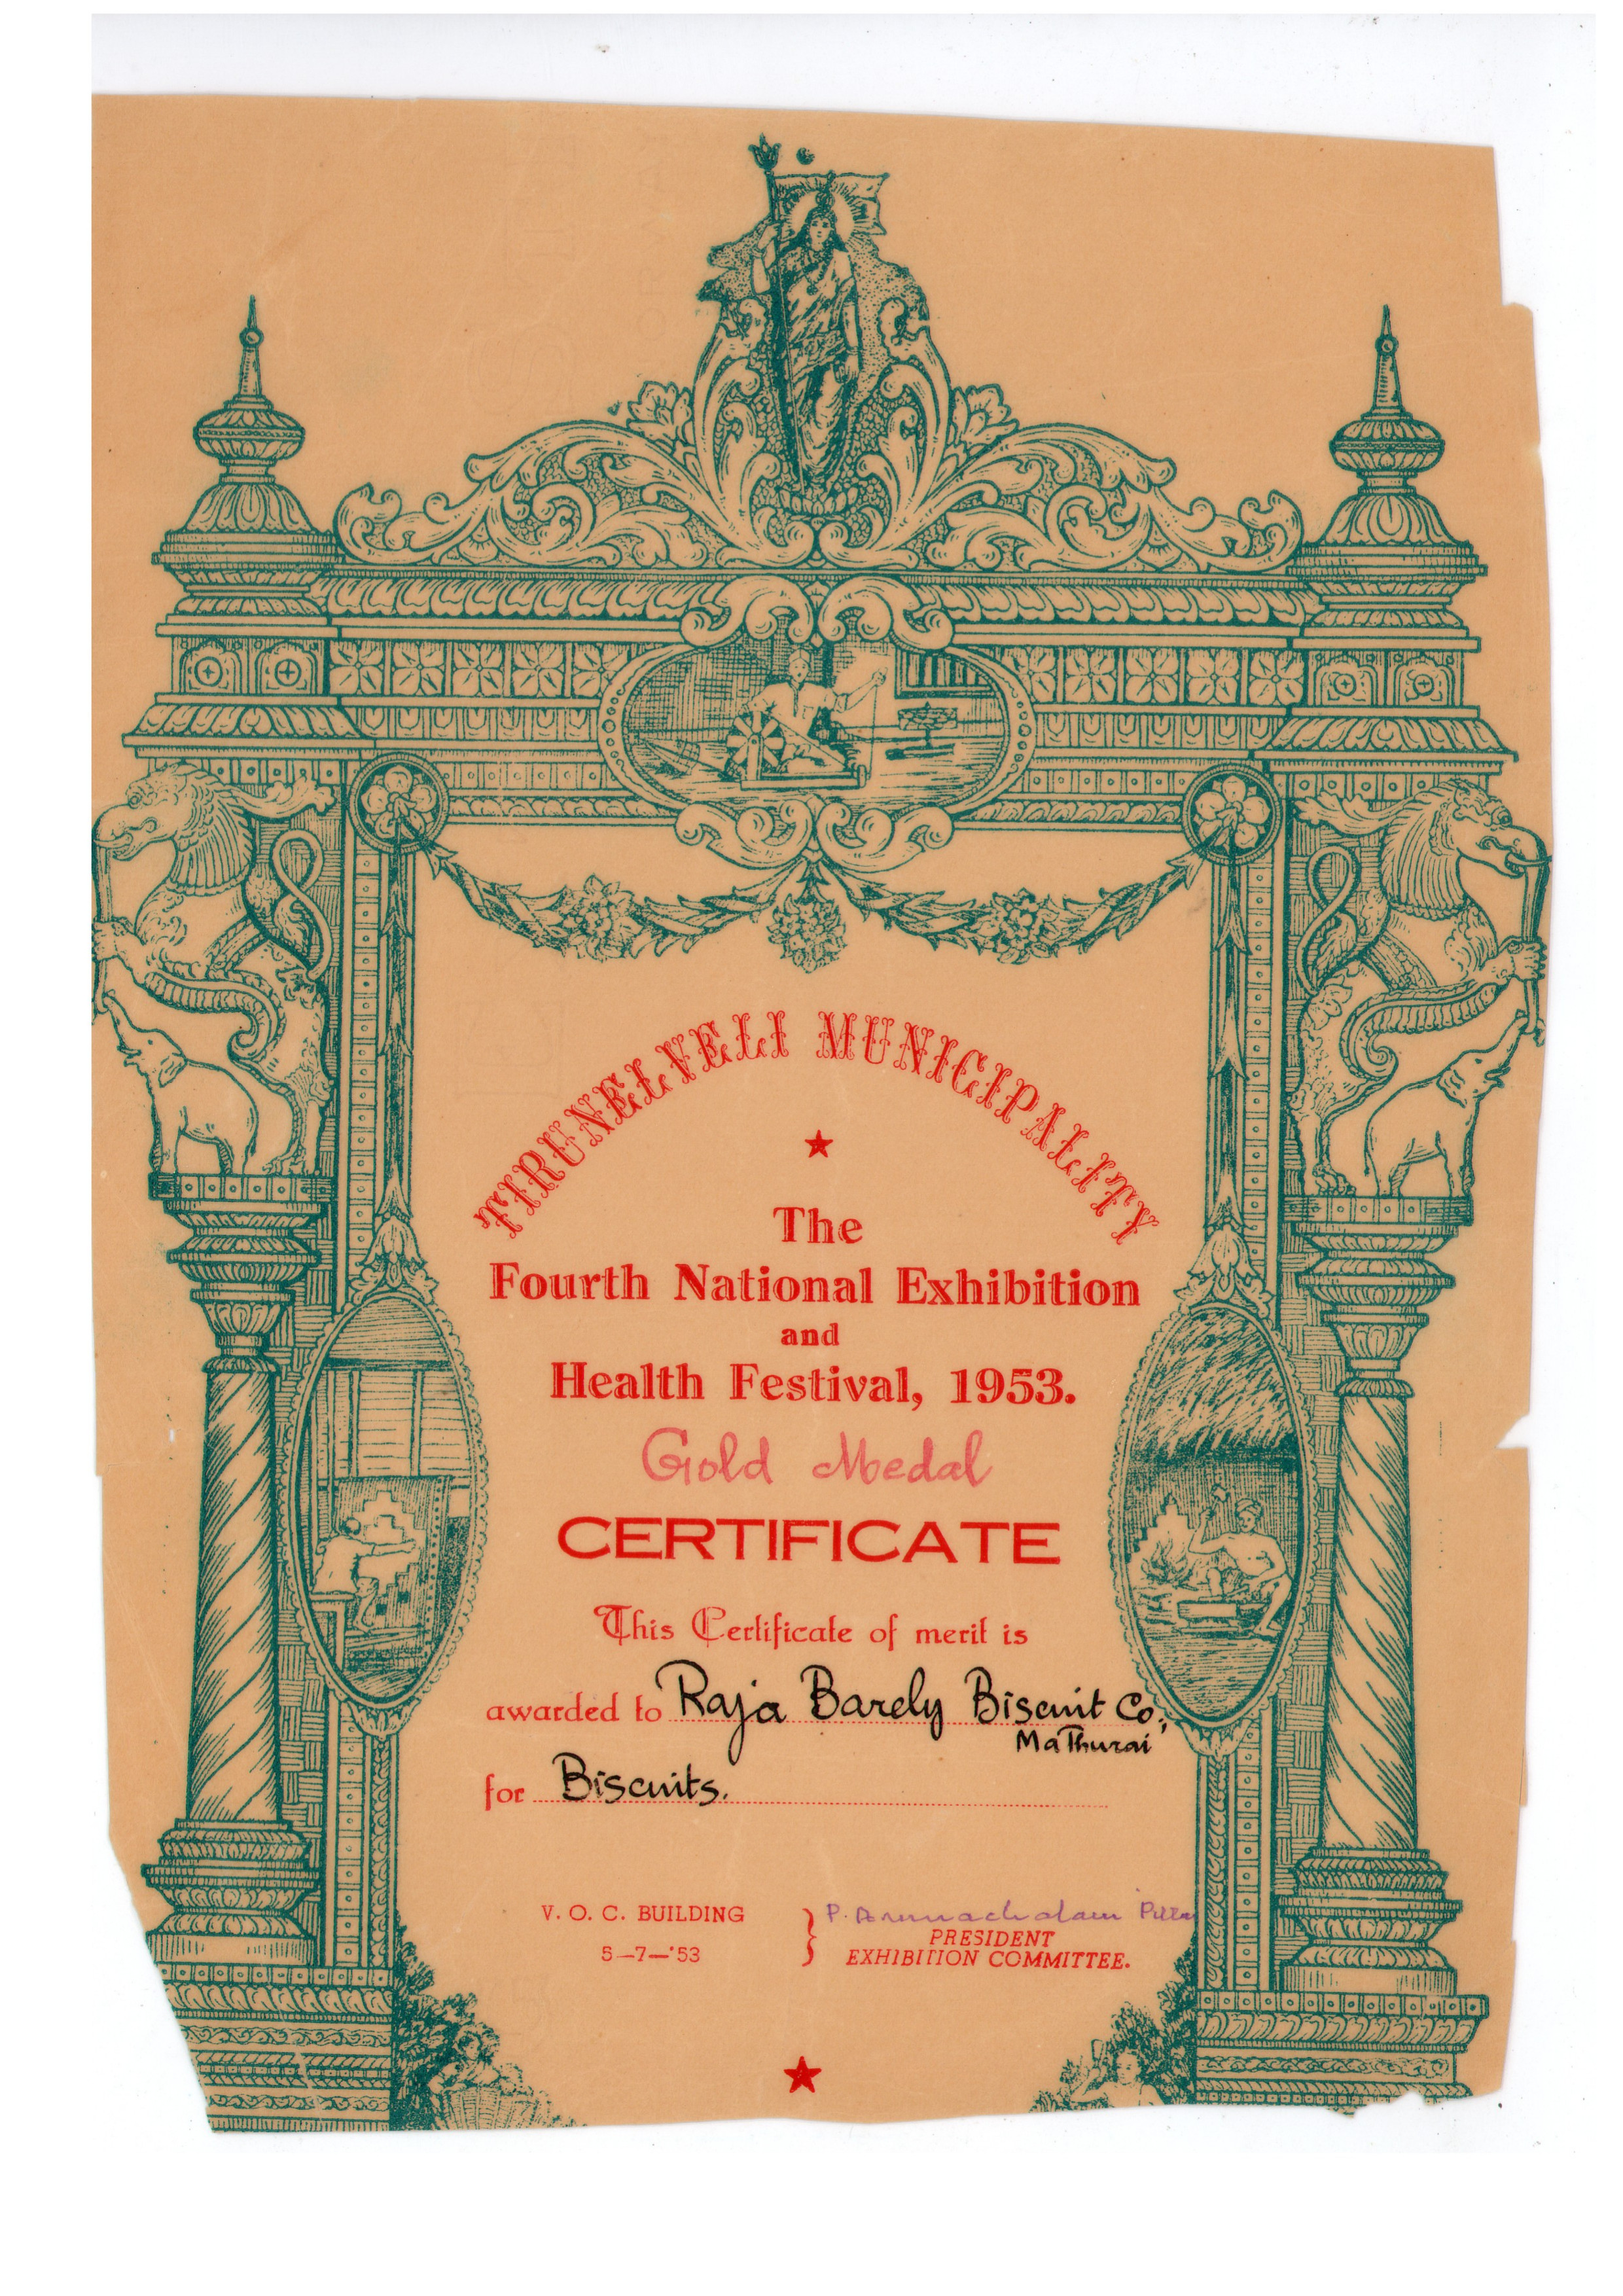 TIRUNELVELI MUNICIPALITY
The
Fourth National Exhibition
and
Health Festival, 1953.
Gold Medal
CERTIFICATE
This Certificate of merit is
awarded to Raja Barely Biscuit Co.,
Mathurai
for Biscuits.
V. O. C. BUILDING
5-7-'53
P. Arunachalam Pillai
PRESIDENT
EXHIBITION COMMITTEE.